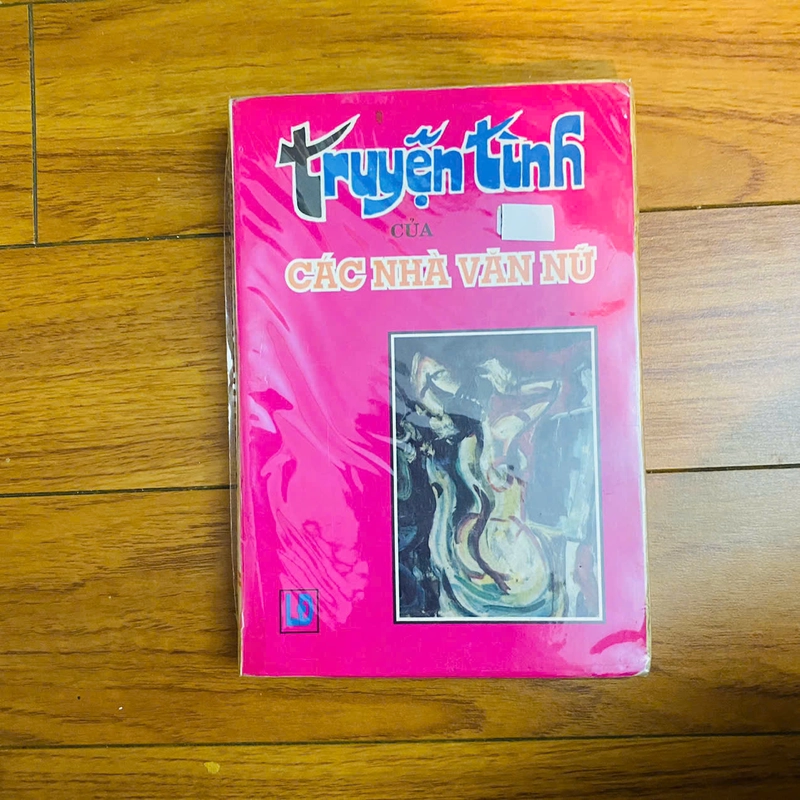 truyện tình
CỦA
CÁC NHÀ VĂN NỮ
LĐ